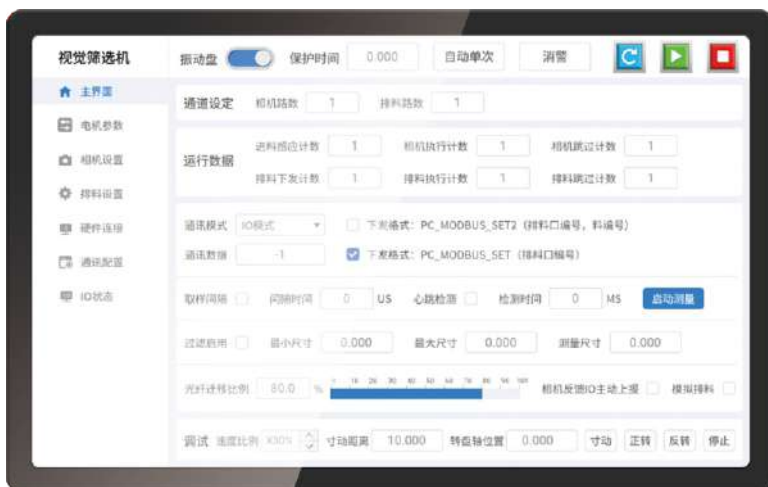 视觉筛选机
振动盘 保护时间 0.000 自动单次 消警
主界面
电机参数
相机设置
排料设置
硬件连接
通讯配置
IO状态
通道设定 相机路数 1 排料路数 1
运行数据
进料感应计数 1 相机执行计数 1 相机跳过计数 1
排料下发计数 1 排料执行计数 1 排料跳过计数 1
通讯模式 IO模式 下发格式：PC_MODBUS_SET2（排料口编号，料编号）
通讯数据 -1 下发格式：PC_MODBUS_SET（排料口编号）
取样间隔 间隔时间 0 US 心跳检测 检测时间 0 MS 启动测量
过滤启用 最小尺寸 0.000 最大尺寸 0.000 测量尺寸 0.000
光纤迁移比例 80.0 % 10 20 30 40 50 60 70 80 90 100 相机反馈IO主动上报 模拟排料
调试 速度比例 寸动距离 10.000 转盘轴位置 0.000 寸动 正转 反转 停止